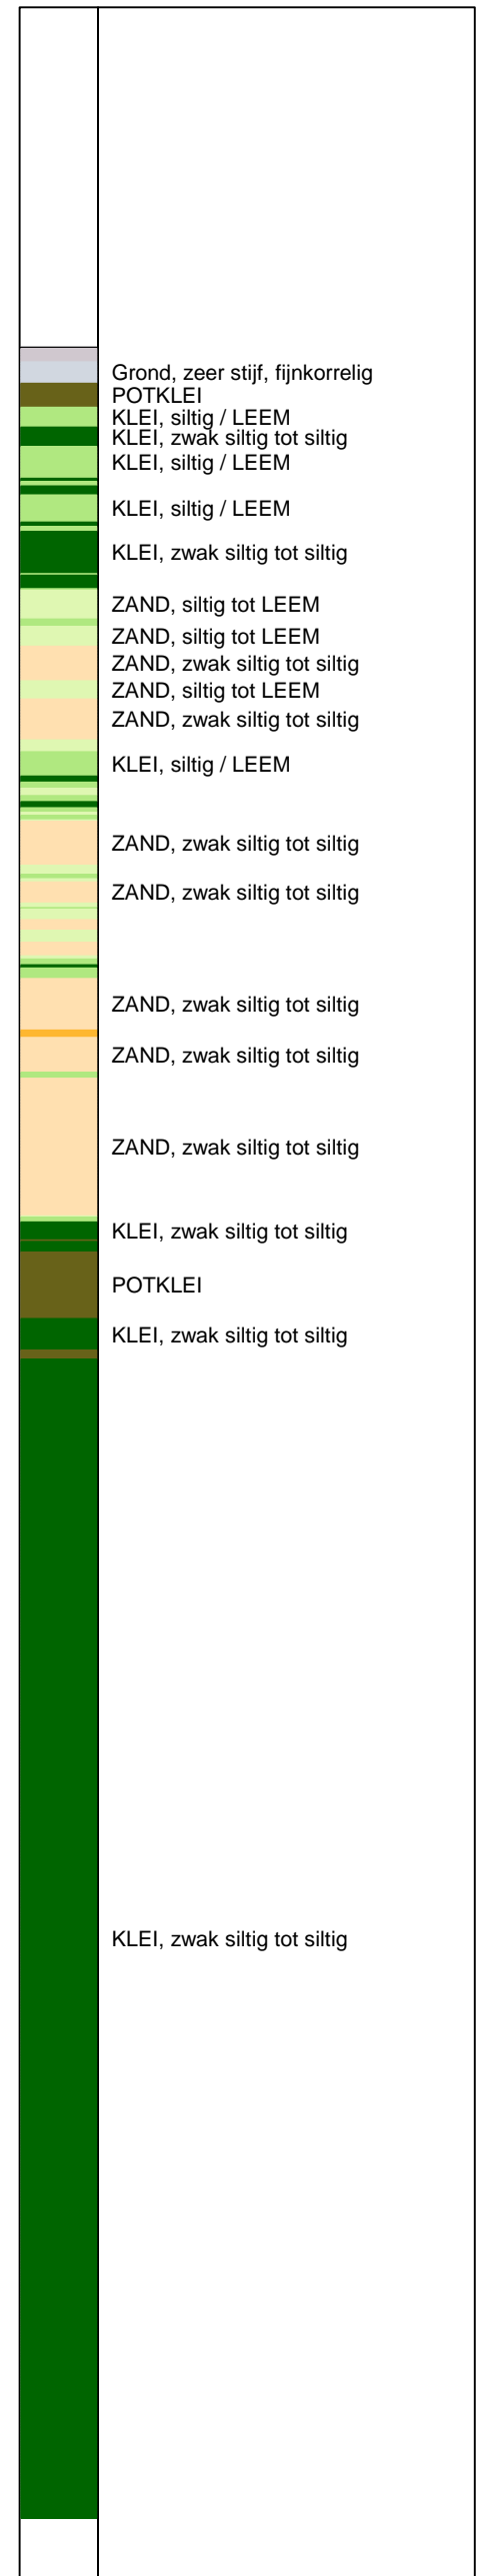 Grond, zeer stijf, fijnkorrelig
POTKLEI
KLEI, siltig / LEEM
KLEI, zwak siltig tot siltig
KLEI, siltig / LEEM
KLEI, siltig / LEEM
KLEI, zwak siltig tot siltig
ZAND, siltig tot LEEM
ZAND, siltig tot LEEM
ZAND, zwak siltig tot siltig
ZAND, siltig tot LEEM
ZAND, zwak siltig tot siltig
KLEI, siltig / LEEM
ZAND, zwak siltig tot siltig
ZAND, zwak siltig tot siltig
ZAND, zwak siltig tot siltig
ZAND, zwak siltig tot siltig
ZAND, zwak siltig tot siltig
KLEI, zwak siltig tot siltig
POTKLEI
KLEI, zwak siltig tot siltig
KLEI, zwak siltig tot siltig